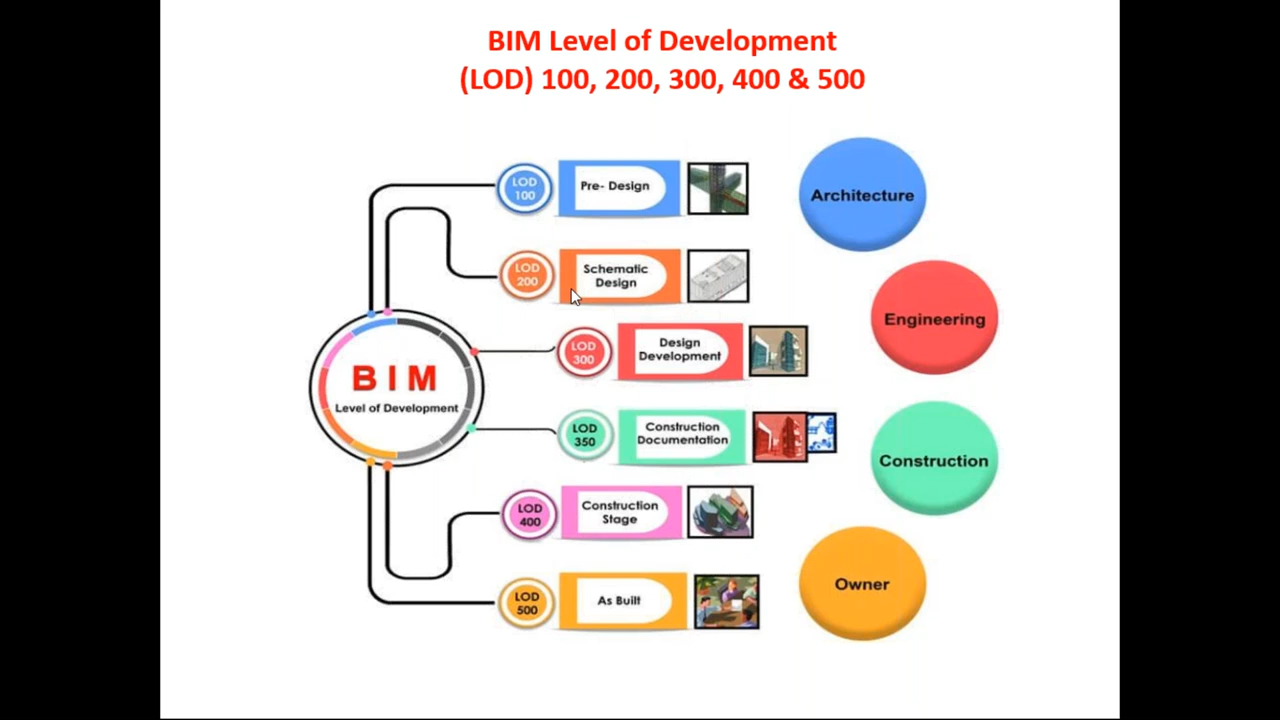 BIM Level of Development
(LOD) 100, 200, 300, 400 & 500
LOD
100
Pre- Design
LOD
200
Schematic
Design
LOD
300
Design
Development
LOD
350
Construction
Documentation
LOD
400
Construction
Stage
LOD
500
As Built
BIM
Level of Development
Architecture
Engineering
Construction
Owner